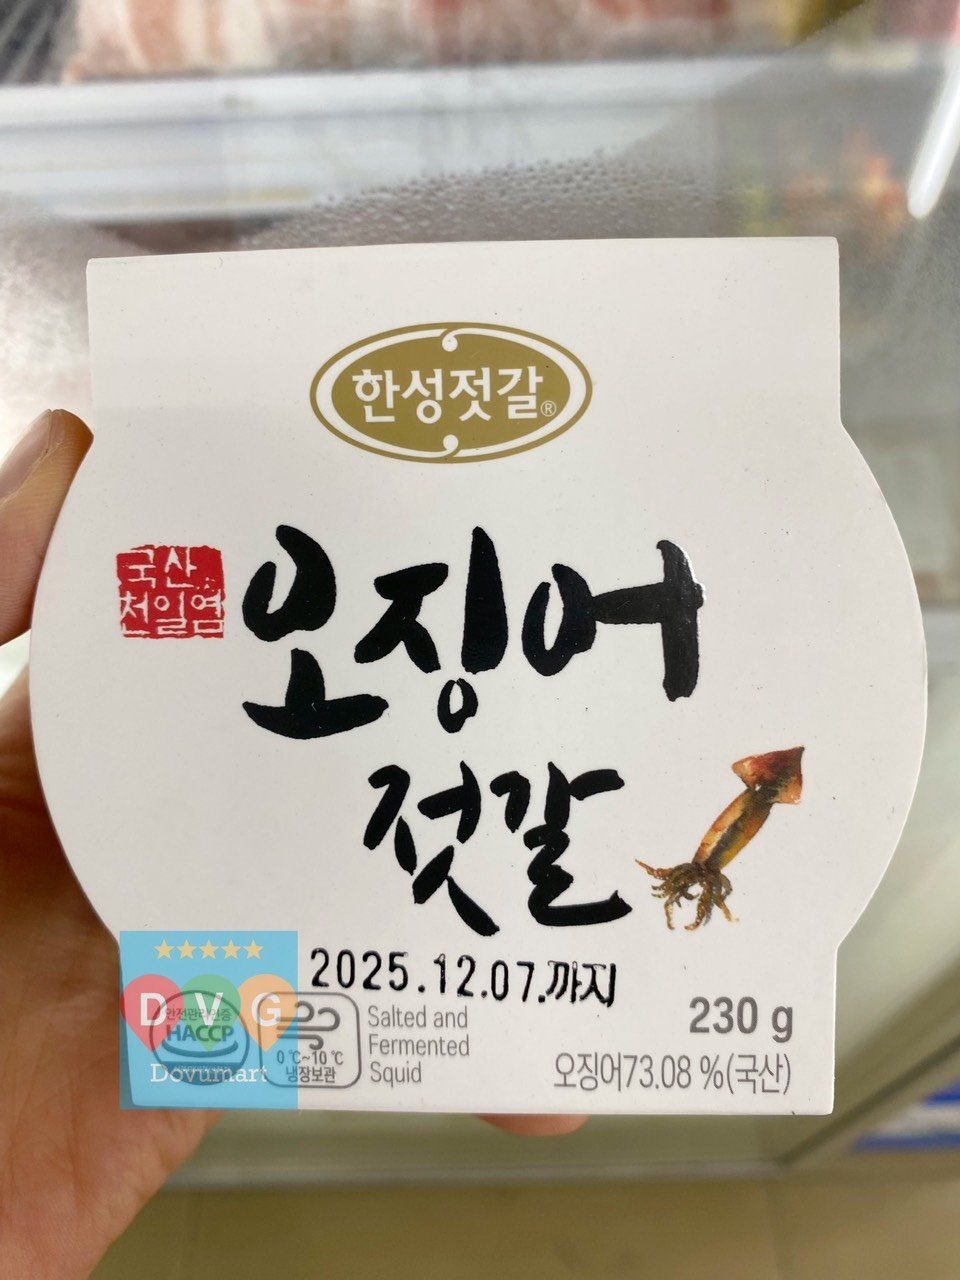 한성젓갈®
국산
천일염
오징어
젓갈
2025.12.07.까지
230 g
오징어73.08 %(국산)
Salted and
Fermented
Squid
0 ℃~10 ℃
냉장보관
안전관리인증
HACCP
★★★★★
D V G
Dovumart